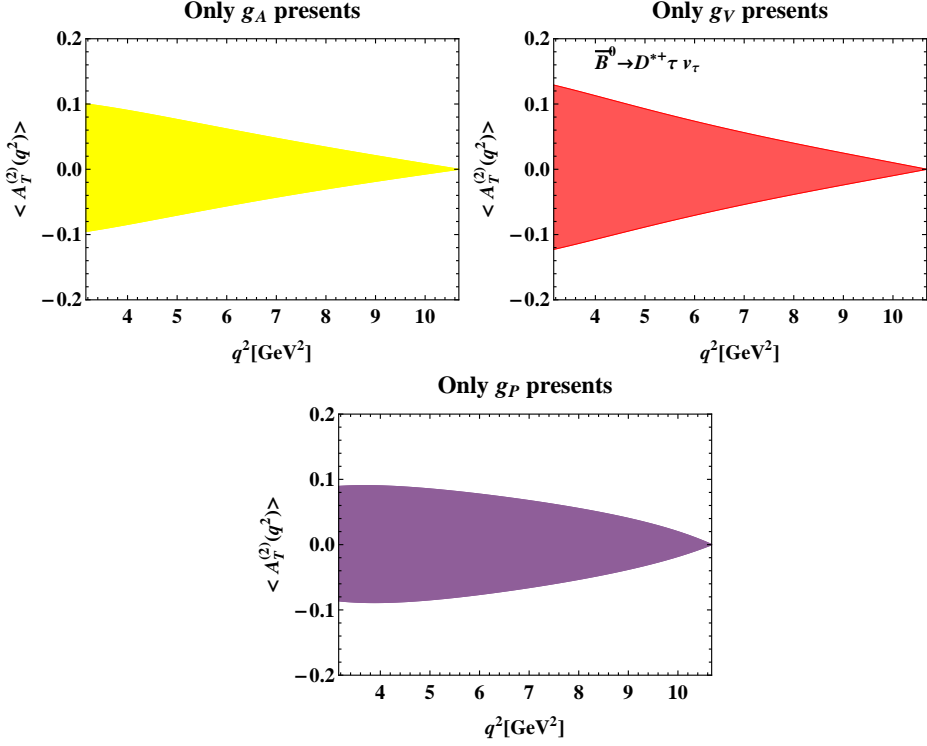 Only g_A presents
0.2
0.1
0.0
−0.1
−0.2
< A_T^(2)(q^2)>
4 5 6 7 8 9 10
q^2[GeV^2]
Only g_V presents
B̅^0→D^*+ τ ν_τ
0.2
0.1
0.0
−0.1
−0.2
< A_T^(2)(q^2)>
4 5 6 7 8 9 10
q^2[GeV^2]
Only g_P presents
0.2
0.1
0.0
−0.1
−0.2
< A_T^(2)(q^2)>
4 5 6 7 8 9 10
q^2[GeV^2]